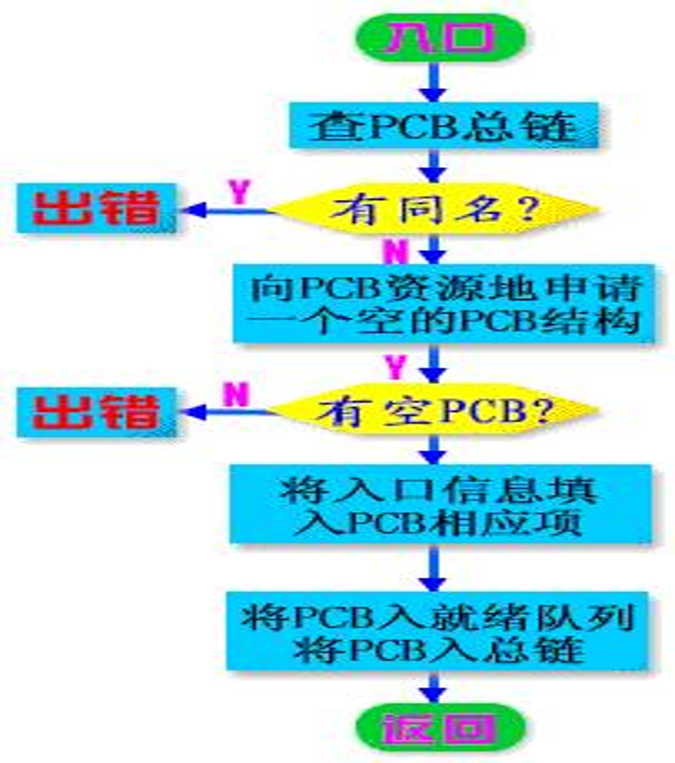 入口
查PCB总链
有同名?
Y
出错
N
向PCB资源地申请
一个空的PCB结构
Y
有空PCB?
N
出错
将入口信息填
入PCB相应项
将PCB入就绪队列
将PCB入总链
返回